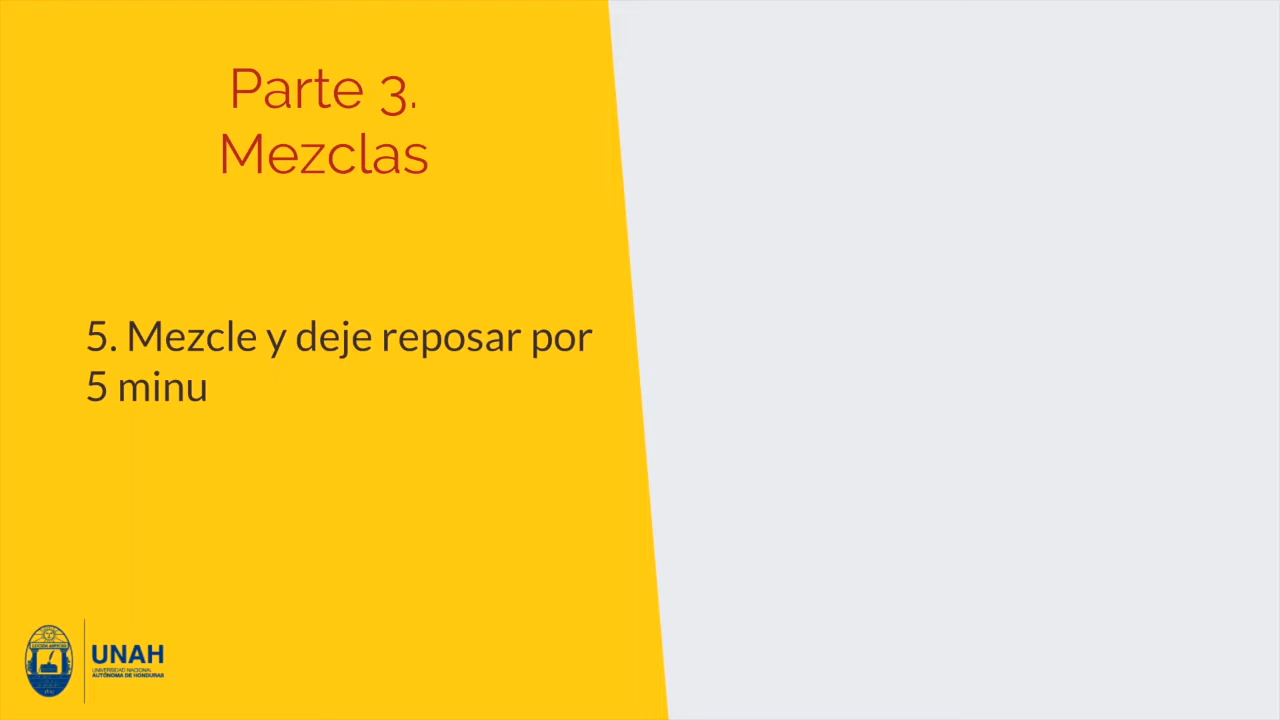 Parte 3.
Mezclas
5. Mezcle y deje reposar por
5 minu
UNAH
UNIVERSIDAD NACIONAL
AUTÓNOMA DE HONDURAS